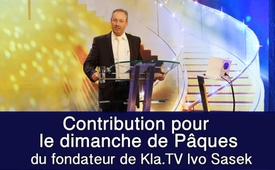 Contribution pour
le dimanche de Pâques
du fondateur de Kla.TV Ivo Sasek